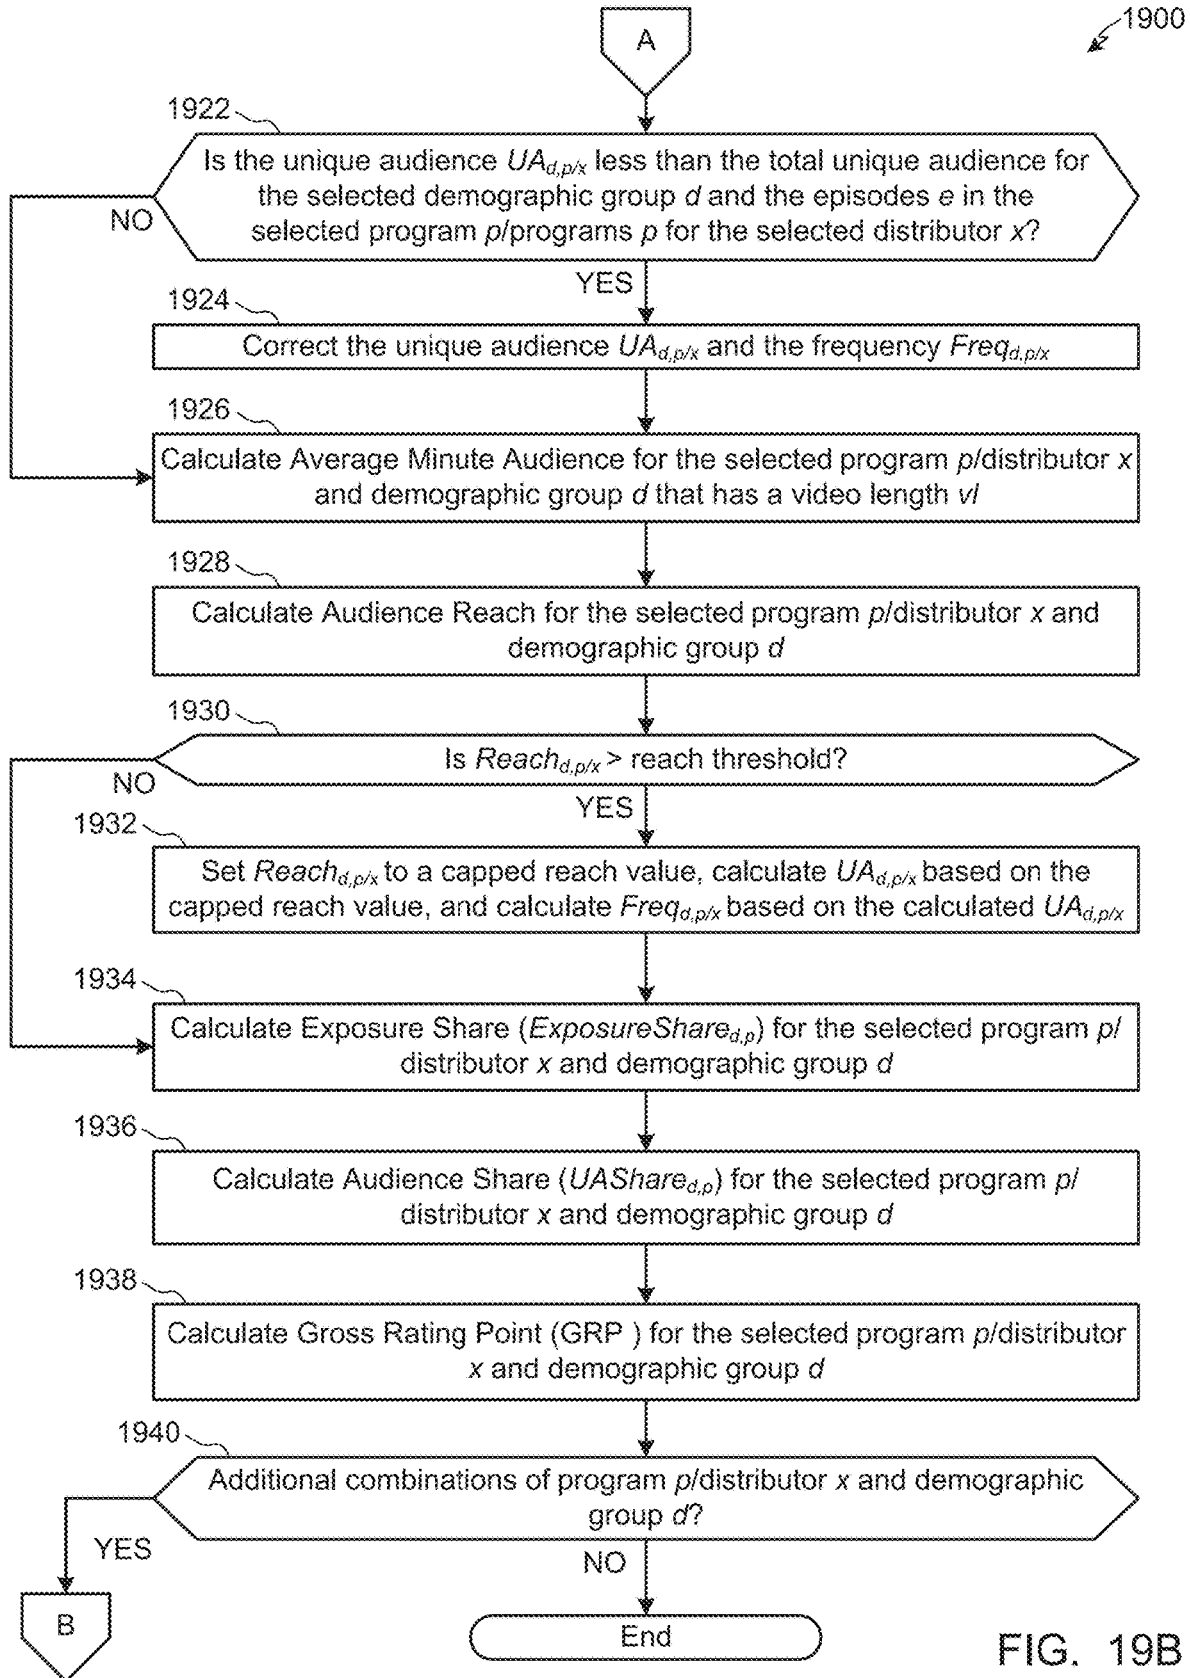 1900
A
1922
Is the unique audience UAd,p/x less than the total unique audience for
the selected demographic group d and the episodes e in the
selected program p/programs p for the selected distributor x?
NO
YES
1924
Correct the unique audience UAd,p/x and the frequency Freqd,p/x
1926
Calculate Average Minute Audience for the selected program p/distributor x
and demographic group d that has a video length vl
1928
Calculate Audience Reach for the selected program p/distributor x and
demographic group d
1930
Is Reachd,p/x > reach threshold?
NO
YES
1932
Set Reachd,p/x to a capped reach value, calculate UAd,p/x based on the
capped reach value, and calculate Freqd,p/x based on the calculated UAd,p/x
1934
Calculate Exposure Share (ExposureShared,p) for the selected program p/
distributor x and demographic group d
1936
Calculate Audience Share (UAShared,p) for the selected program p/
distributor x and demographic group d
1938
Calculate Gross Rating Point (GRP ) for the selected program p/distributor
x and demographic group d
1940
Additional combinations of program p/distributor x and demographic
group d?
YES
NO
B
End
FIG. 19B